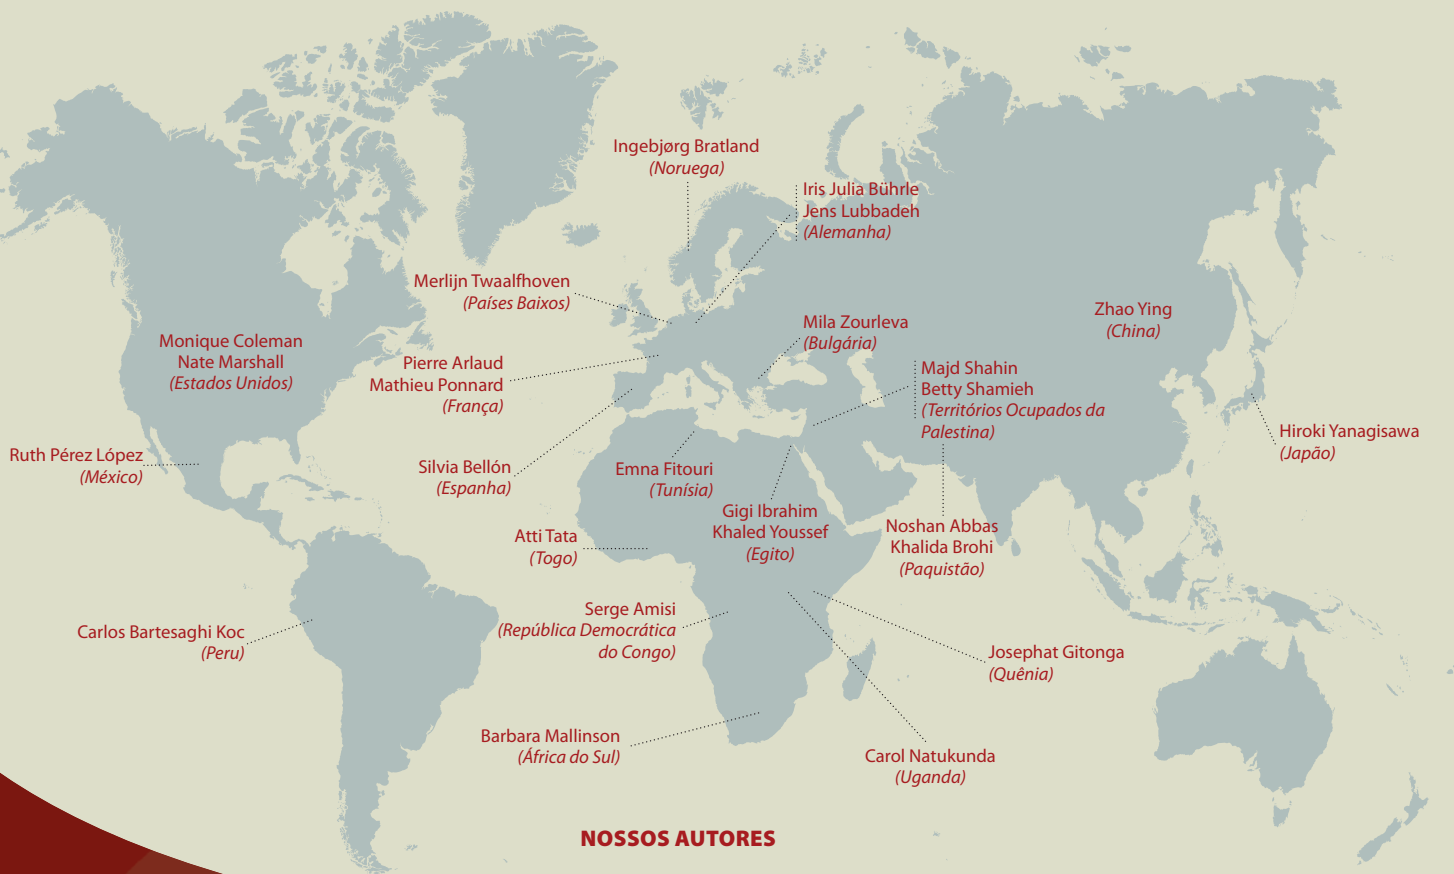 Ingebjørg Bratland
(Noruega)
Iris Julia Bührle
Jens Lubbadeh
(Alemanha)
Merlijn Twaalfhoven
(Países Baixos)
Mila Zourleva
(Bulgária)
Zhao Ying
(China)
Monique Coleman
Nate Marshall
(Estados Unidos)
Pierre Arlaud
Mathieu Ponnard
(França)
Majd Shahin
Betty Shamieh
(Territórios Ocupados da
Palestina)
Hiroki Yanagisawa
(Japão)
Ruth Pérez López
(México)
Silvia Bellón
(Espanha)
Emna Fitouri
(Tunísia)
Gigi Ibrahim
Khaled Youssef
(Egito)
Noshan Abbas
Khalida Brohi
(Paquistão)
Atti Tata
(Togo)
Serge Amisi
(República Democrática
do Congo)
Carlos Bartesaghi Koc
(Peru)
Josephat Gitonga
(Quênia)
Barbara Mallinson
(África do Sul)
Carol Natukunda
(Uganda)
NOSSOS AUTORES